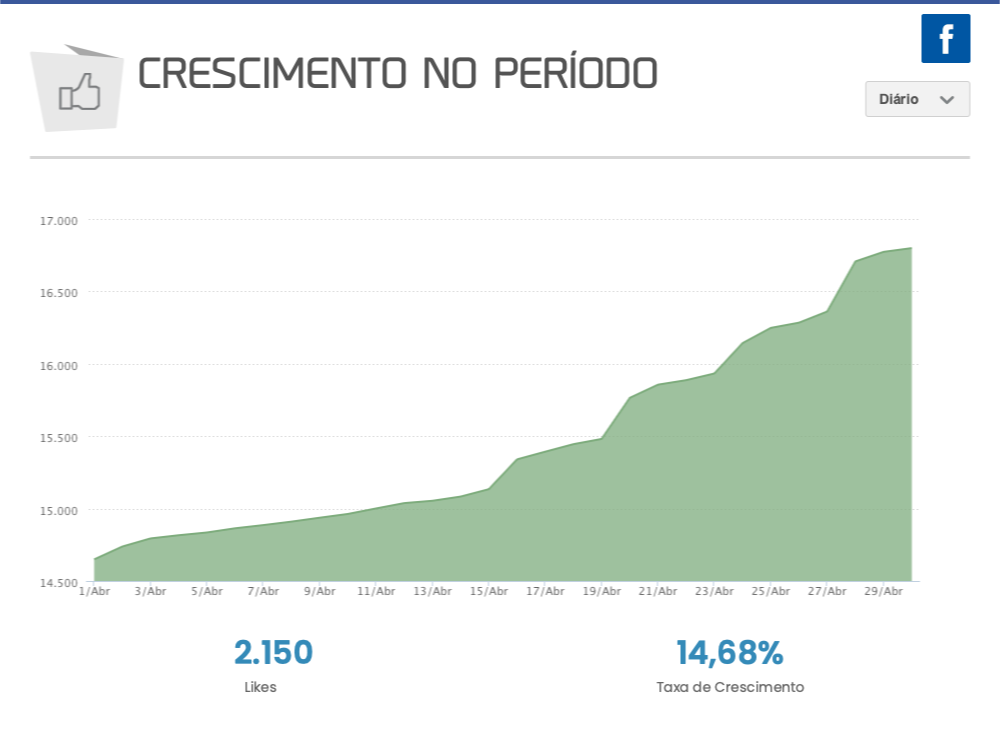 f
CRESCIMENTO NO PERÍODO
Diário
17.000
16.500
16.000
15.500
15.000
14.500
1/Abr 3/Abr 5/Abr 7/Abr 9/Abr 11/Abr 13/Abr 15/Abr 17/Abr 19/Abr 21/Abr 23/Abr 25/Abr 27/Abr 29/Abr
2.150 14,68%
Likes Taxa de Crescimento